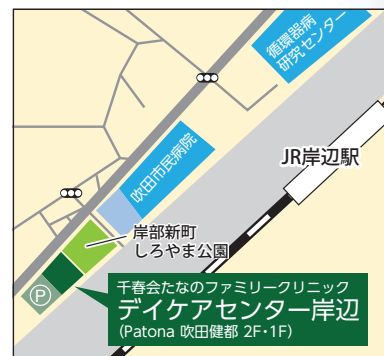 循環器病
研究センター
JR岸辺駅
吹田市民病院
岸部新町
しろやま公園
P
千春会たなのファミリークリニック
デイケアセンター岸辺
(Patona 吹田健都 2F・1F)